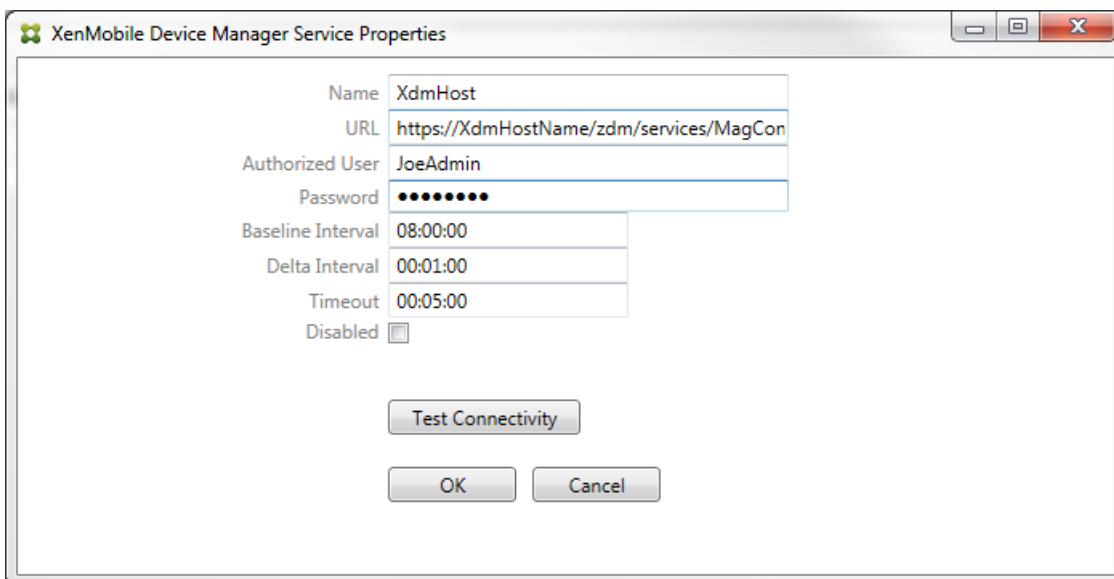 XenMobile Device Manager Service Properties
Name XdmHost
URL https://XdmHostName/zdm/services/MagCon
Authorized User JoeAdmin
Password ••••••••
Baseline Interval 08:00:00
Delta Interval 00:01:00
Timeout 00:05:00
Disabled
Test Connectivity
OK Cancel